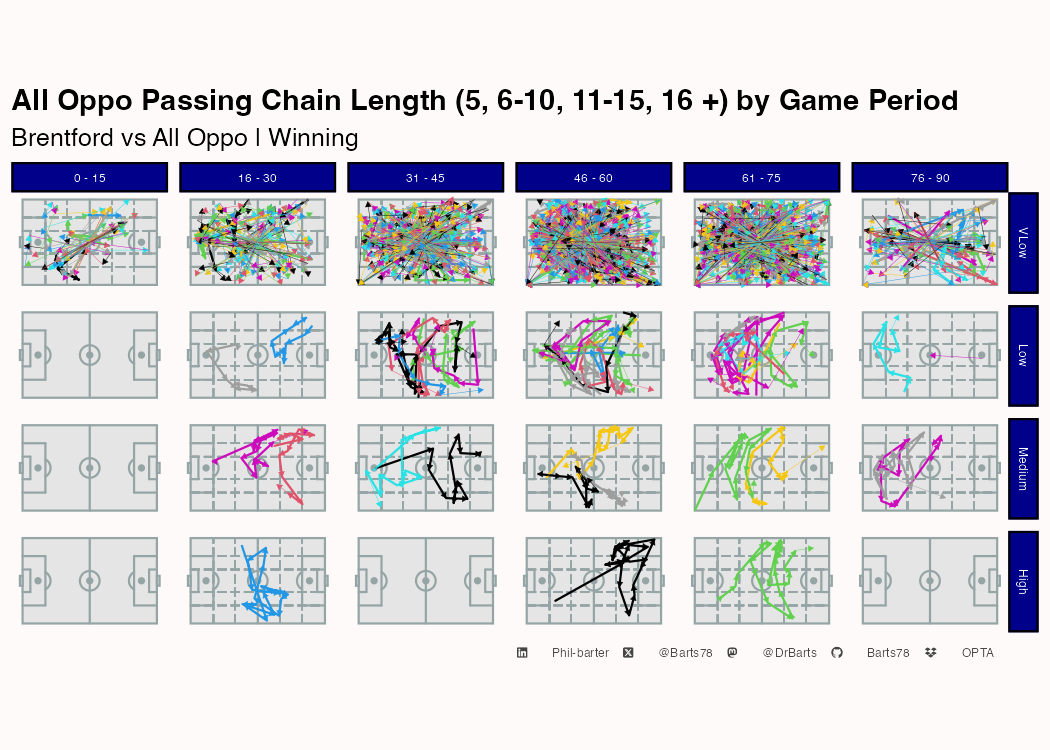 All Oppo Passing Chain Length (5, 6-10, 11-15, 16 +) by Game Period
Brentford vs All Oppo | Winning
0 - 15
16 - 30
31 - 45
46 - 60
61 - 75
76 - 90
VLow
Low
Medium
High
Phil-barter @Barts78 @DrBarts Barts78 OPTA